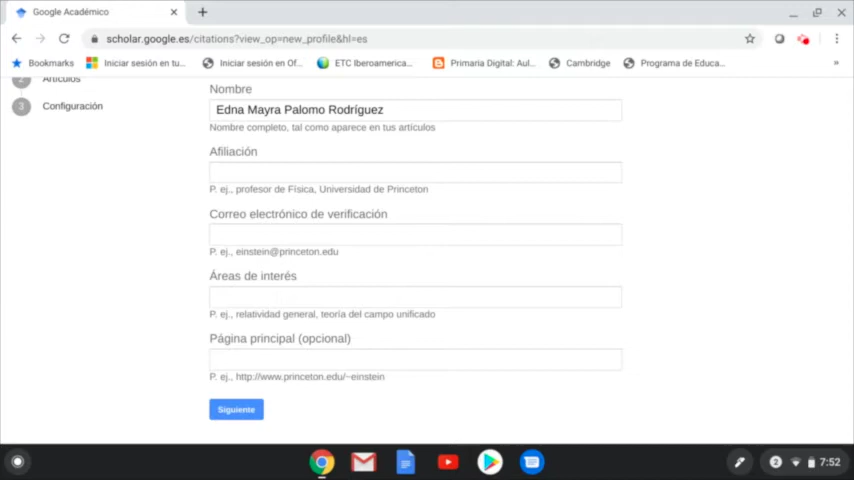 Google Académico
scholar.google.es/citations?view_op=new_profile&hl=es
Bookmarks
Iniciar sesión en tu...
Iniciar sesión en Of...
ETC Iberoamerica...
Primaria Digital: Aul...
Cambridge
Programa de Educa...
»
2 Artículos
3 Configuración
Nombre
Edna Mayra Palomo Rodríguez
Nombre completo, tal como aparece en tus artículos
Afiliación
P. ej., profesor de Física, Universidad de Princeton
Correo electrónico de verificación
P. ej., einstein@princeton.edu
Áreas de interés
P. ej., relatividad general, teoría del campo unificado
Página principal (opcional)
P. ej., http://www.princeton.edu/~einstein
Siguiente
2
7:52